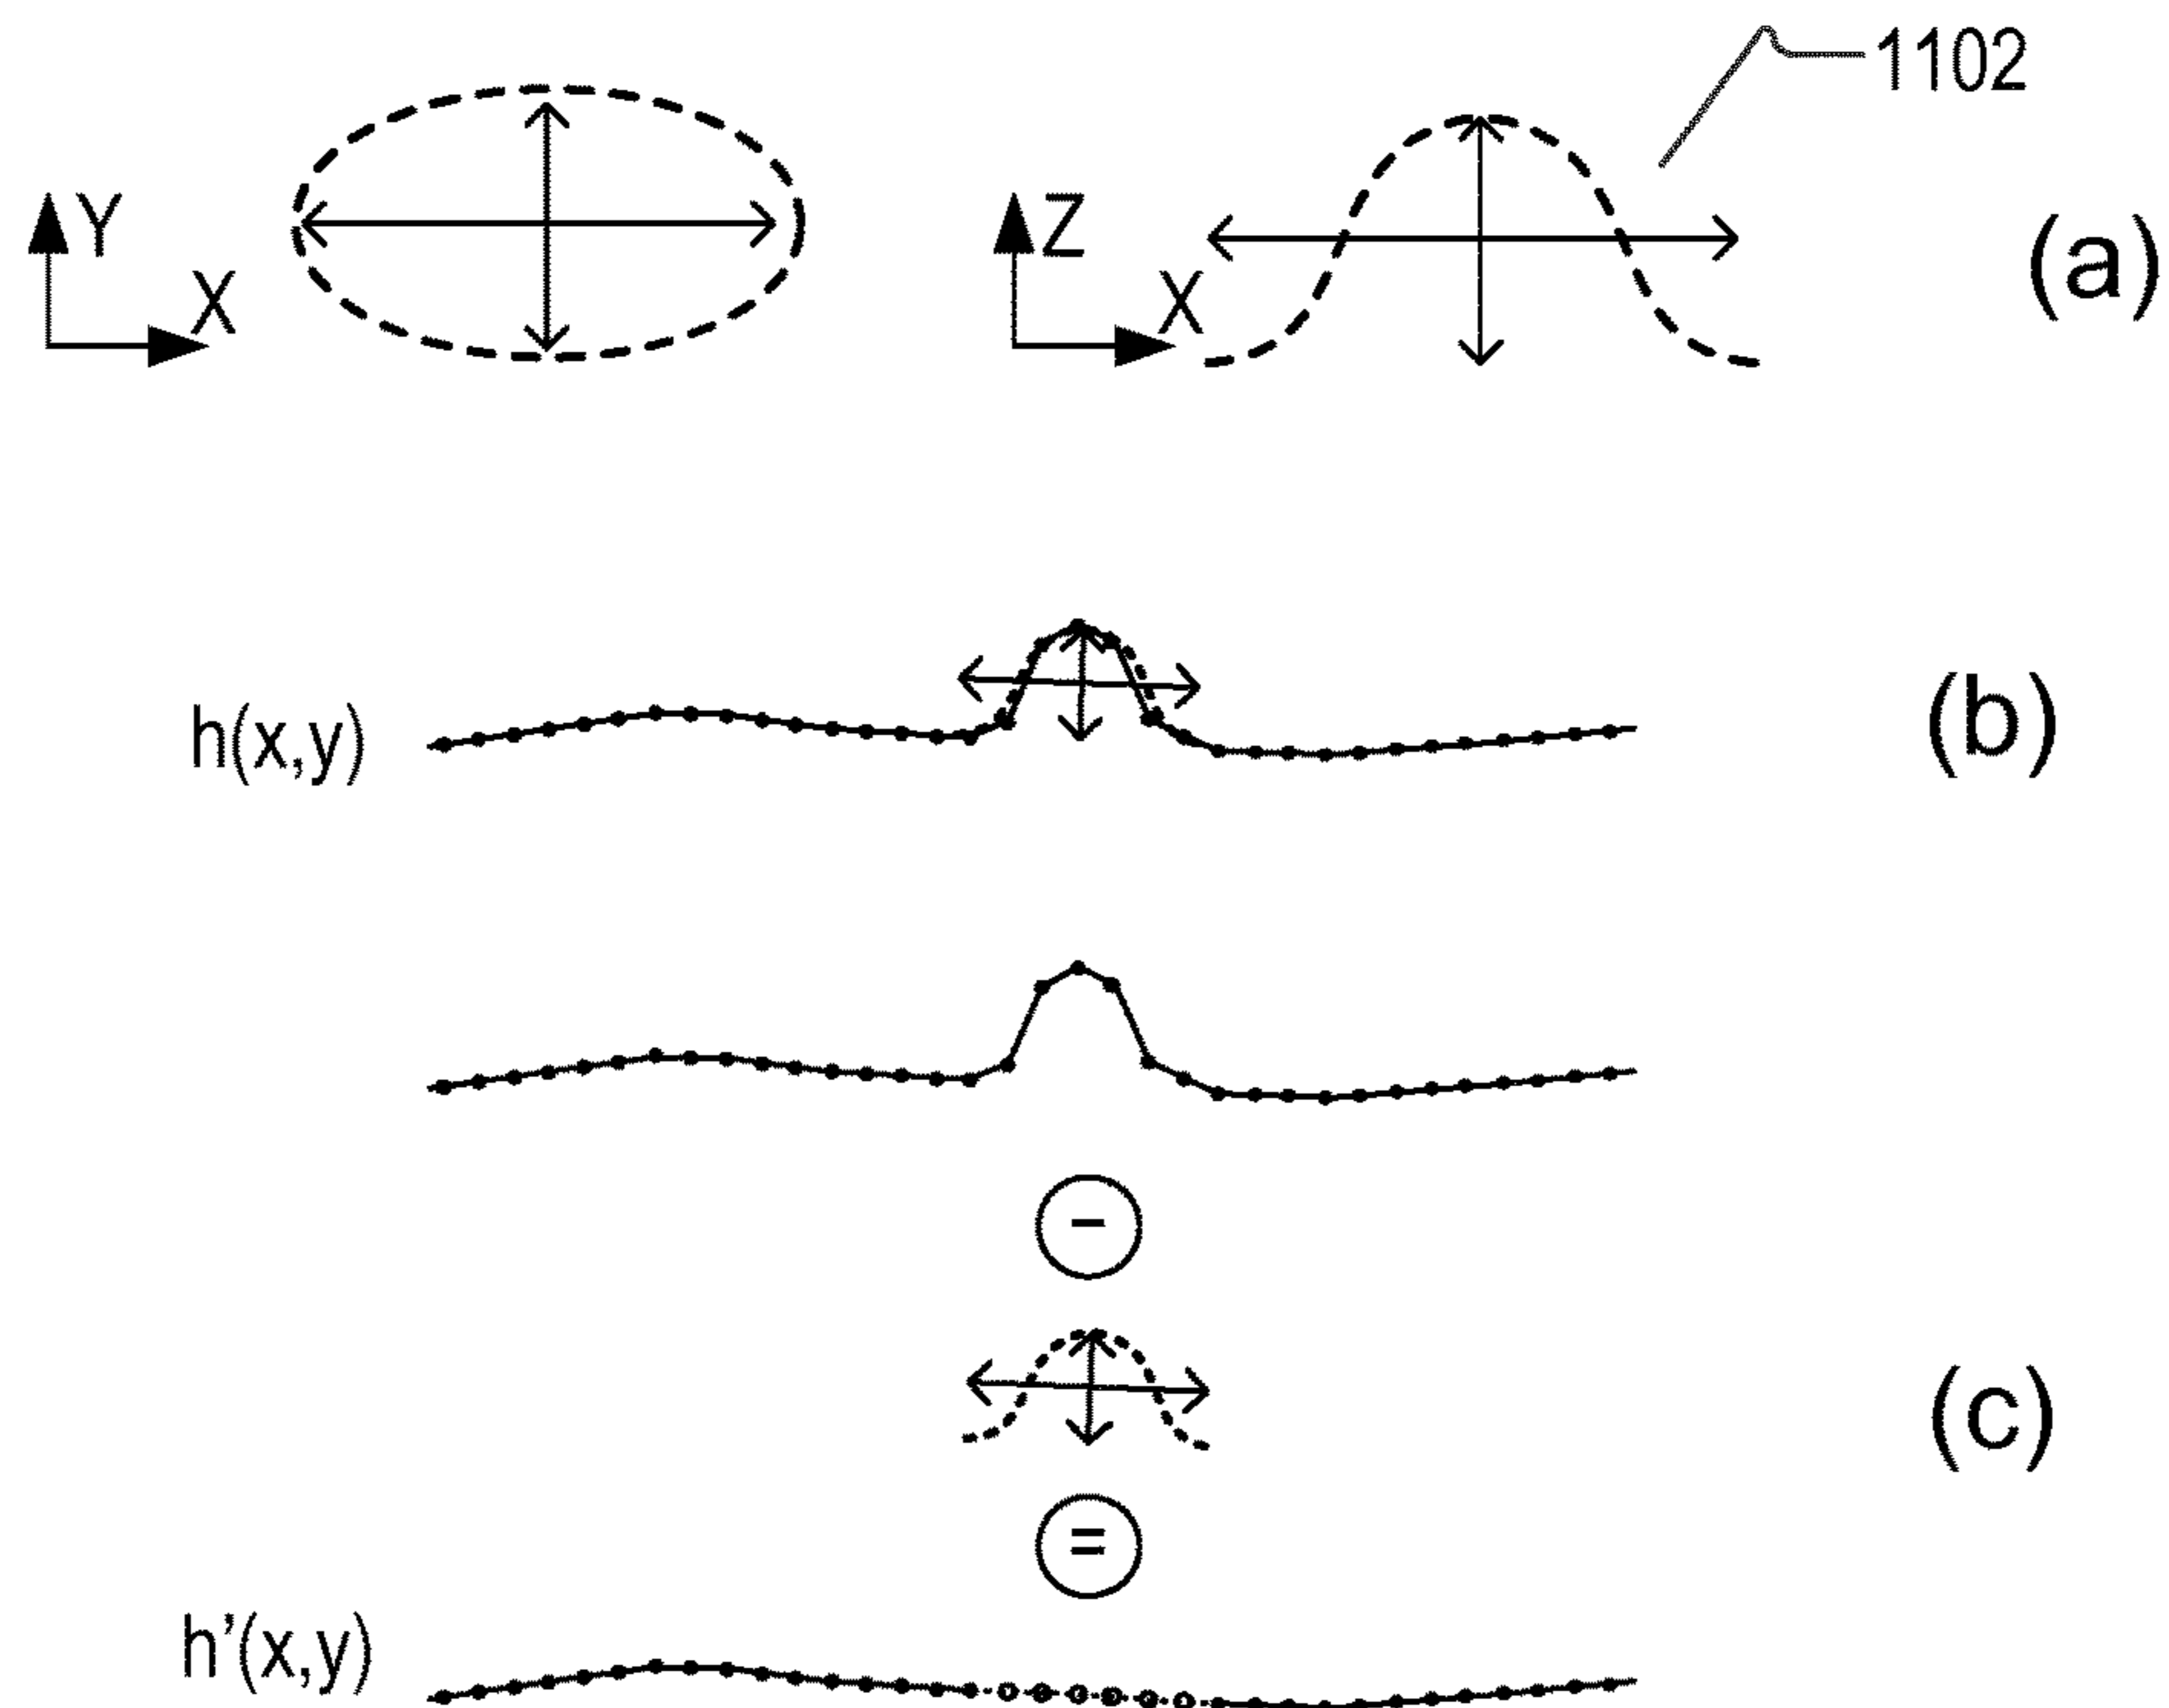 1102
Y
X
Z
X
(a)
h(x,y)
(b)
−
(c)
=
h’(x,y)